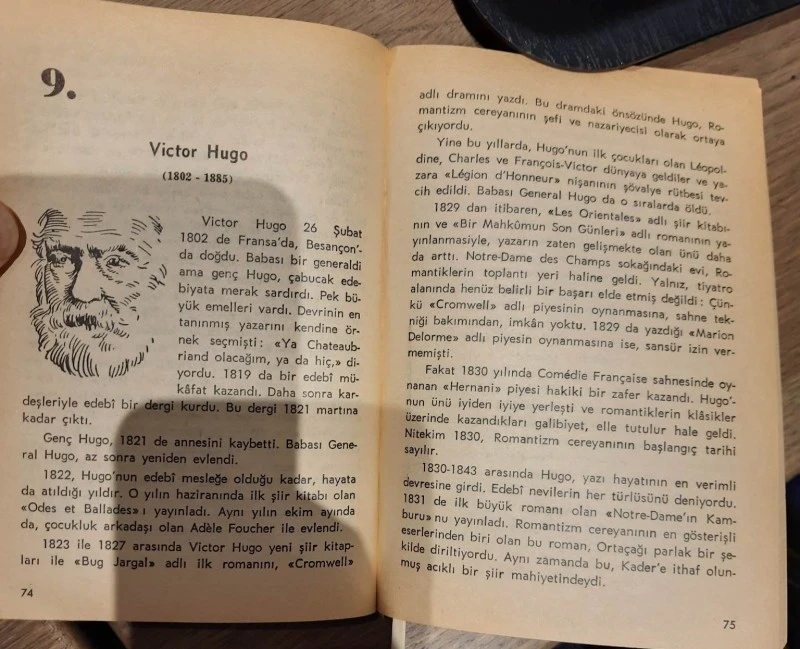 9.
Victor Hugo
(1802 - 1885)
Victor Hugo 26 Şubat
1802 de Fransa'da, Besançon'-
da doğdu. Babası bir generaldi
ama genç Hugo, çabucak ede-
biyata merak sardırdı. Pek bü-
yük emelleri vardı. Devrinin en
tanınmış yazarını kendine ör-
nek seçmişti: «Ya Chateaub-
riand olacağım, ya da hiç,» di-
yordu. 1819 da bir edebî mü-
kâfat kazandı. Daha sonra kar-
deşleriyle edebî bir dergi kurdu. Bu dergi 1821 martına
kadar çıktı.
Genç Hugo, 1821 de annesini kaybetti. Babası Gene-
ral Hugo, az sonra yeniden evlendi.
1822, Hugo'nun edebî mesleğe olduğu kadar, hayata
da atıldığı yıldır. O yılın haziranında ilk şiir kitabı olan
«Odes et Ballades» ı yayınladı. Aynı yılın ekim ayında
da, çocukluk arkadaşı olan Adèle Foucher ile evlendi.
1823 ile 1827 arasında Victor Hugo yeni şiir kitap-
ları ile «Bug Jargal» adlı ilk romanını, «Cromwell»
74
adlı dramını yazdı. Bu dramdaki önsözünde Hugo, Ro-
mantizm cereyanının şefi ve nazariyecisi olarak ortaya
çıkıyordu.
Yine bu yıllarda, Hugo'nun ilk çocukları olan Léopol-
dine, Charles ve François-Victor dünyaya geldiler ve ya-
zara «Légion d'Honneur» nişanının şövalye rütbesi tev-
cih edildi. Babası General Hugo da o sıralarda öldü.
1829 dan itibaren, «Les Orientales» adlı şiir kitabı-
nın ve «Bir Mahkûmun Son Günleri» adlı romanının ya-
yınlanmasiyle, yazarın zaten gelişmekte olan ünü daha
da arttı. Notre-Dame des Champs sokağındaki evi, Ro-
mantiklerin toplantı yeri haline geldi. Yalnız, tiyatro
alanında henüz belirli bir başarı elde etmiş değildi: Çün-
kü «Cromwell» adlı piyesinin oynanmasına, sahne tek-
niği bakımından, imkân yoktu. 1829 da yazdığı «Marion
Delorme» adlı piyesin oynanmasına ise, sansür izin ver-
memişti.
Fakat 1830 yılında Comédie Française sahnesinde oy-
nanan «Hernani» piyesi hakiki bir zafer kazandı. Hugo'-
nun ünü iyiden iyiye yerleşti ve romantiklerin klâsikler
üzerinde kazandıkları galibiyet, elle tutulur hale geldi.
Nitekim 1830, Romantizm cereyanının başlangıç tarihi
sayılır.
1830-1843 arasında Hugo, yazı hayatının en verimli
devresine girdi. Edebî nevilerin her türlüsünü deniyordu.
1831 de ilk büyük romanı olan «Notre-Dame'ın Kam-
buru» nu yayınladı. Romantizm cereyanının en gösterişli
eserlerinden biri olan bu roman, Ortaçağı parlak bir şe-
kilde diriltiyordu. Aynı zamanda bu, Kader'e ithaf olun-
muş acıklı bir şiir mahiyetindeydi.
75